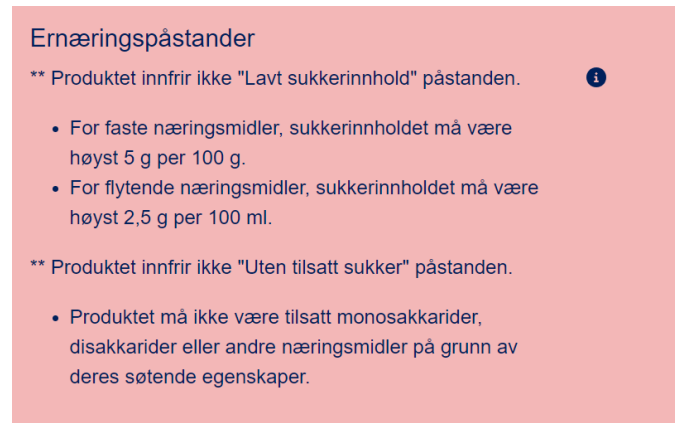 Ernæringspåstander
** Produktet innfrir ikke "Lavt sukkerinnhold" påstanden.
• For faste næringsmidler, sukkerinnholdet må være
høyst 5 g per 100 g.
• For flytende næringsmidler, sukkerinnholdet må være
høyst 2,5 g per 100 ml.
** Produktet innfrir ikke "Uten tilsatt sukker" påstanden.
• Produktet må ikke være tilsatt monosakkarider,
disakkarider eller andre næringsmidler på grunn av
deres søtende egenskaper.